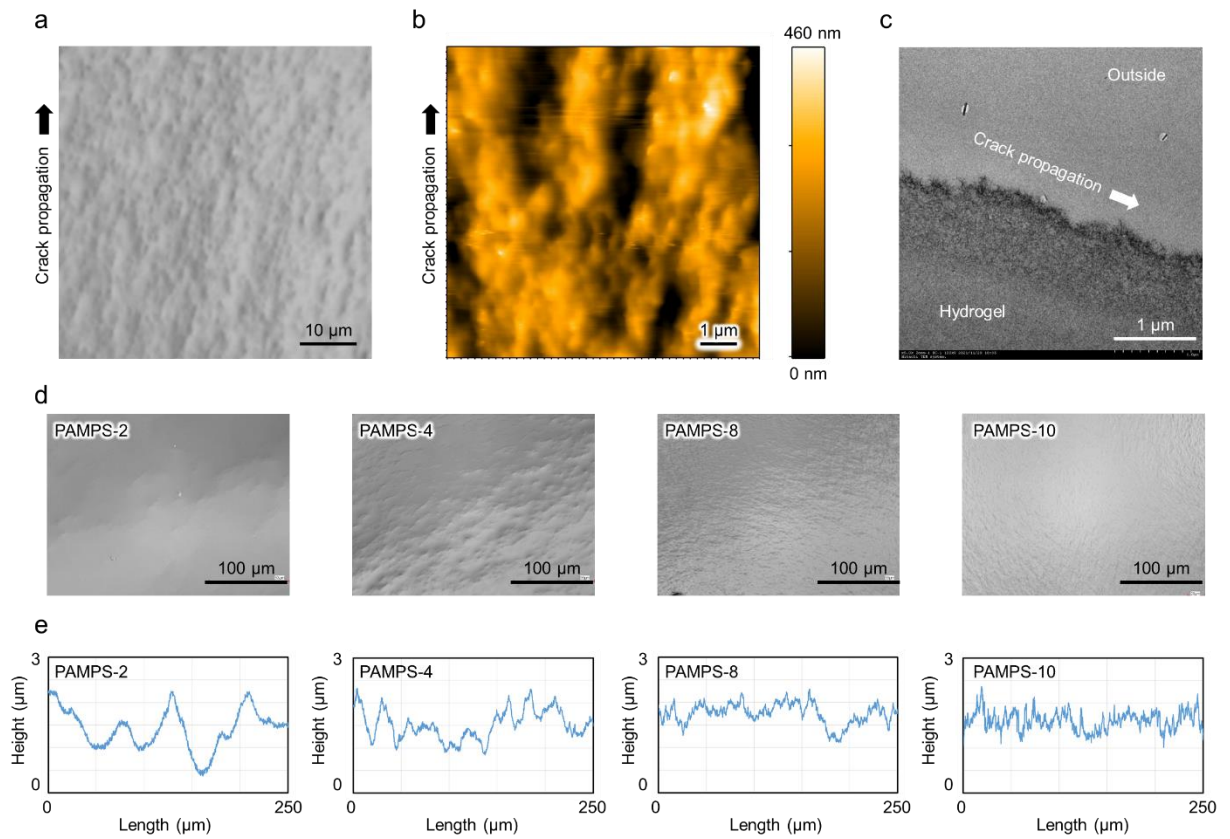 a
b
c
Crack propagation
10 μm
Crack propagation
1 μm
460 nm
0 nm
Outside
Crack propagation
Hydrogel
1 μm
d
PAMPS-2
100 μm
PAMPS-4
100 μm
PAMPS-8
100 μm
PAMPS-10
100 μm
e
PAMPS-2
Height (μm)
3
0
0
250
Length (μm)
PAMPS-4
Height (μm)
3
0
0
250
Length (μm)
PAMPS-8
Height (μm)
3
0
0
250
Length (μm)
PAMPS-10
Height (μm)
3
0
0
250
Length (μm)